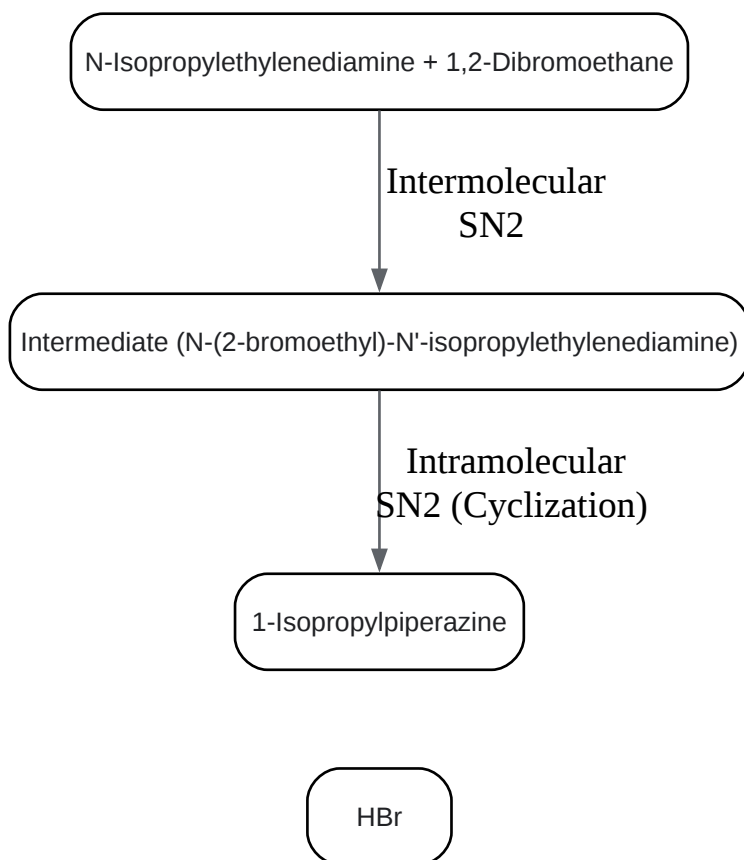 N-Isopropylethylenediamine + 1,2-Dibromoethane
Intermolecular
SN2
Intermediate (N-(2-bromoethyl)-N'-isopropylethylenediamine)
Intramolecular
SN2 (Cyclization)
1-Isopropylpiperazine
HBr